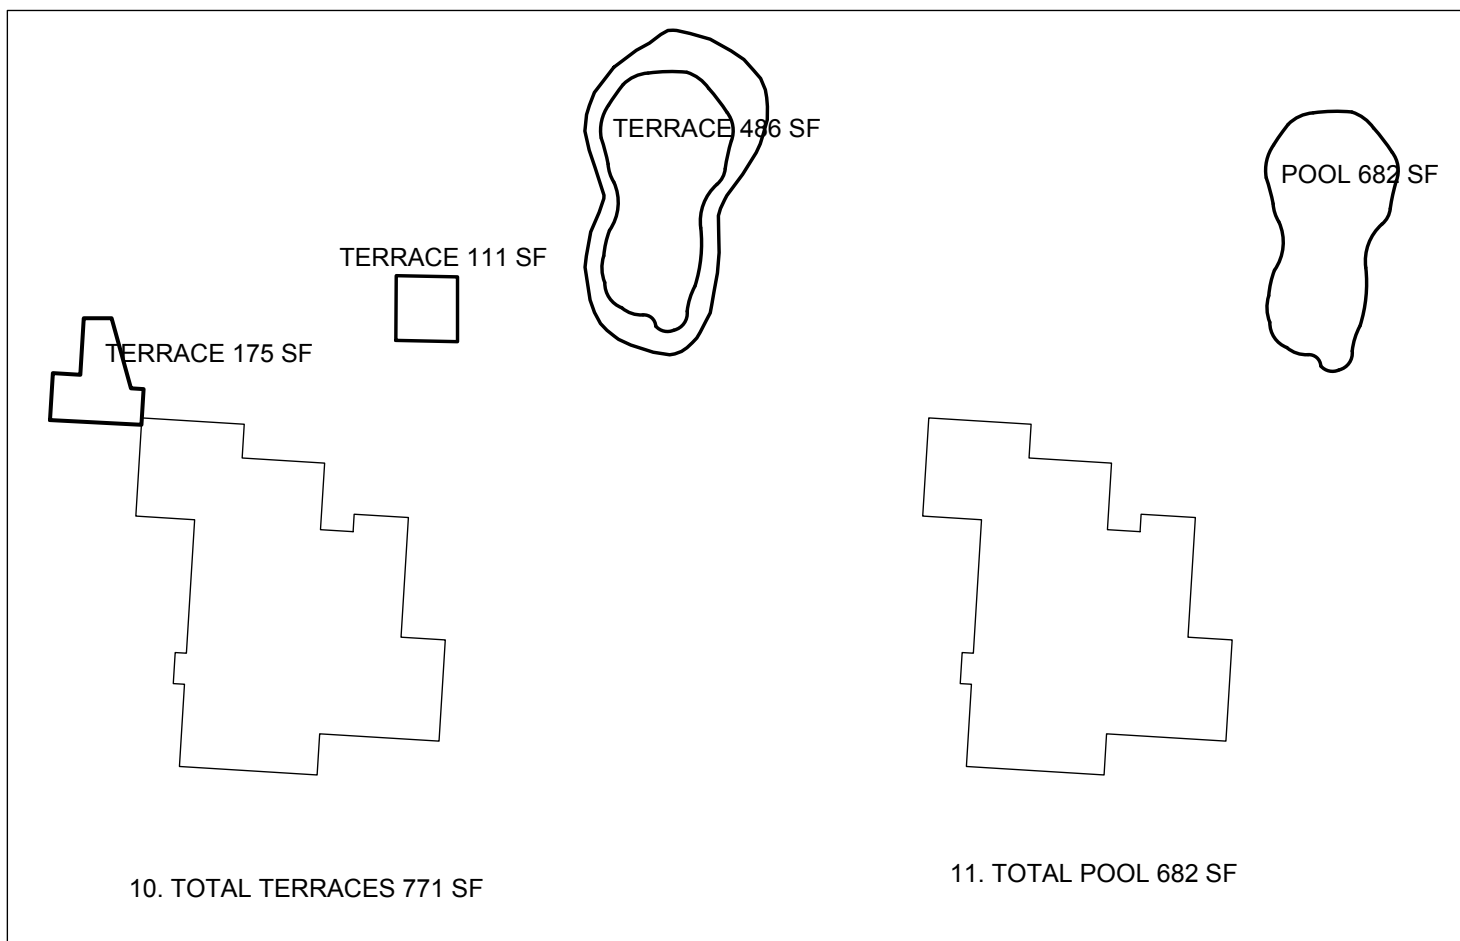 TERRACE 486 SF
POOL 682 SF
TERRACE 111 SF
TERRACE 175 SF
10. TOTAL TERRACES 771 SF
11. TOTAL POOL 682 SF